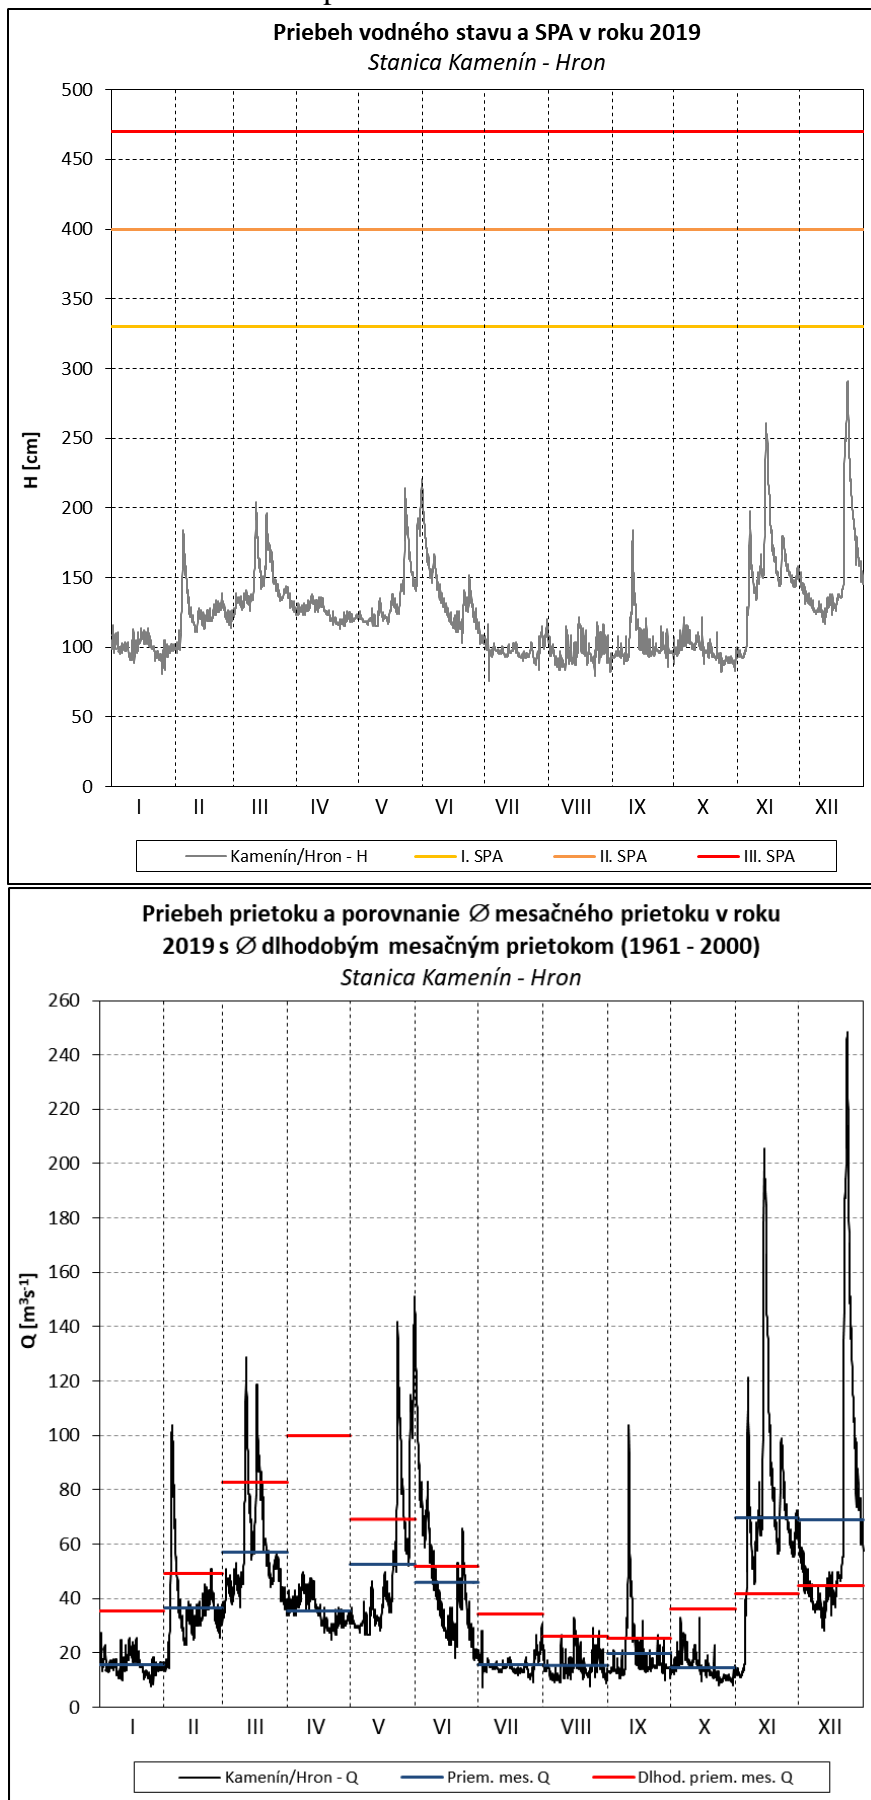 Priebeh vodného stavu a SPA v roku 2019
Stanica Kamenín - Hron
500
450
400
350
300
250
200
150
100
50
0
H [cm]
I II III IV V VI VII VIII IX X XI XII
Kamenín/Hron - H I. SPA II. SPA III. SPA
Priebeh prietoku a porovnanie ∅ mesačného prietoku v roku
2019 s ∅ dlhodobým mesačným prietokom (1961 - 2000)
Stanica Kamenín - Hron
260
240
220
200
180
160
140
120
100
80
60
40
20
0
Q [m³s⁻¹]
I II III IV V VI VII VIII IX X XI XII
Kamenín/Hron - Q Priem. mes. Q Dlhod. priem. mes. Q